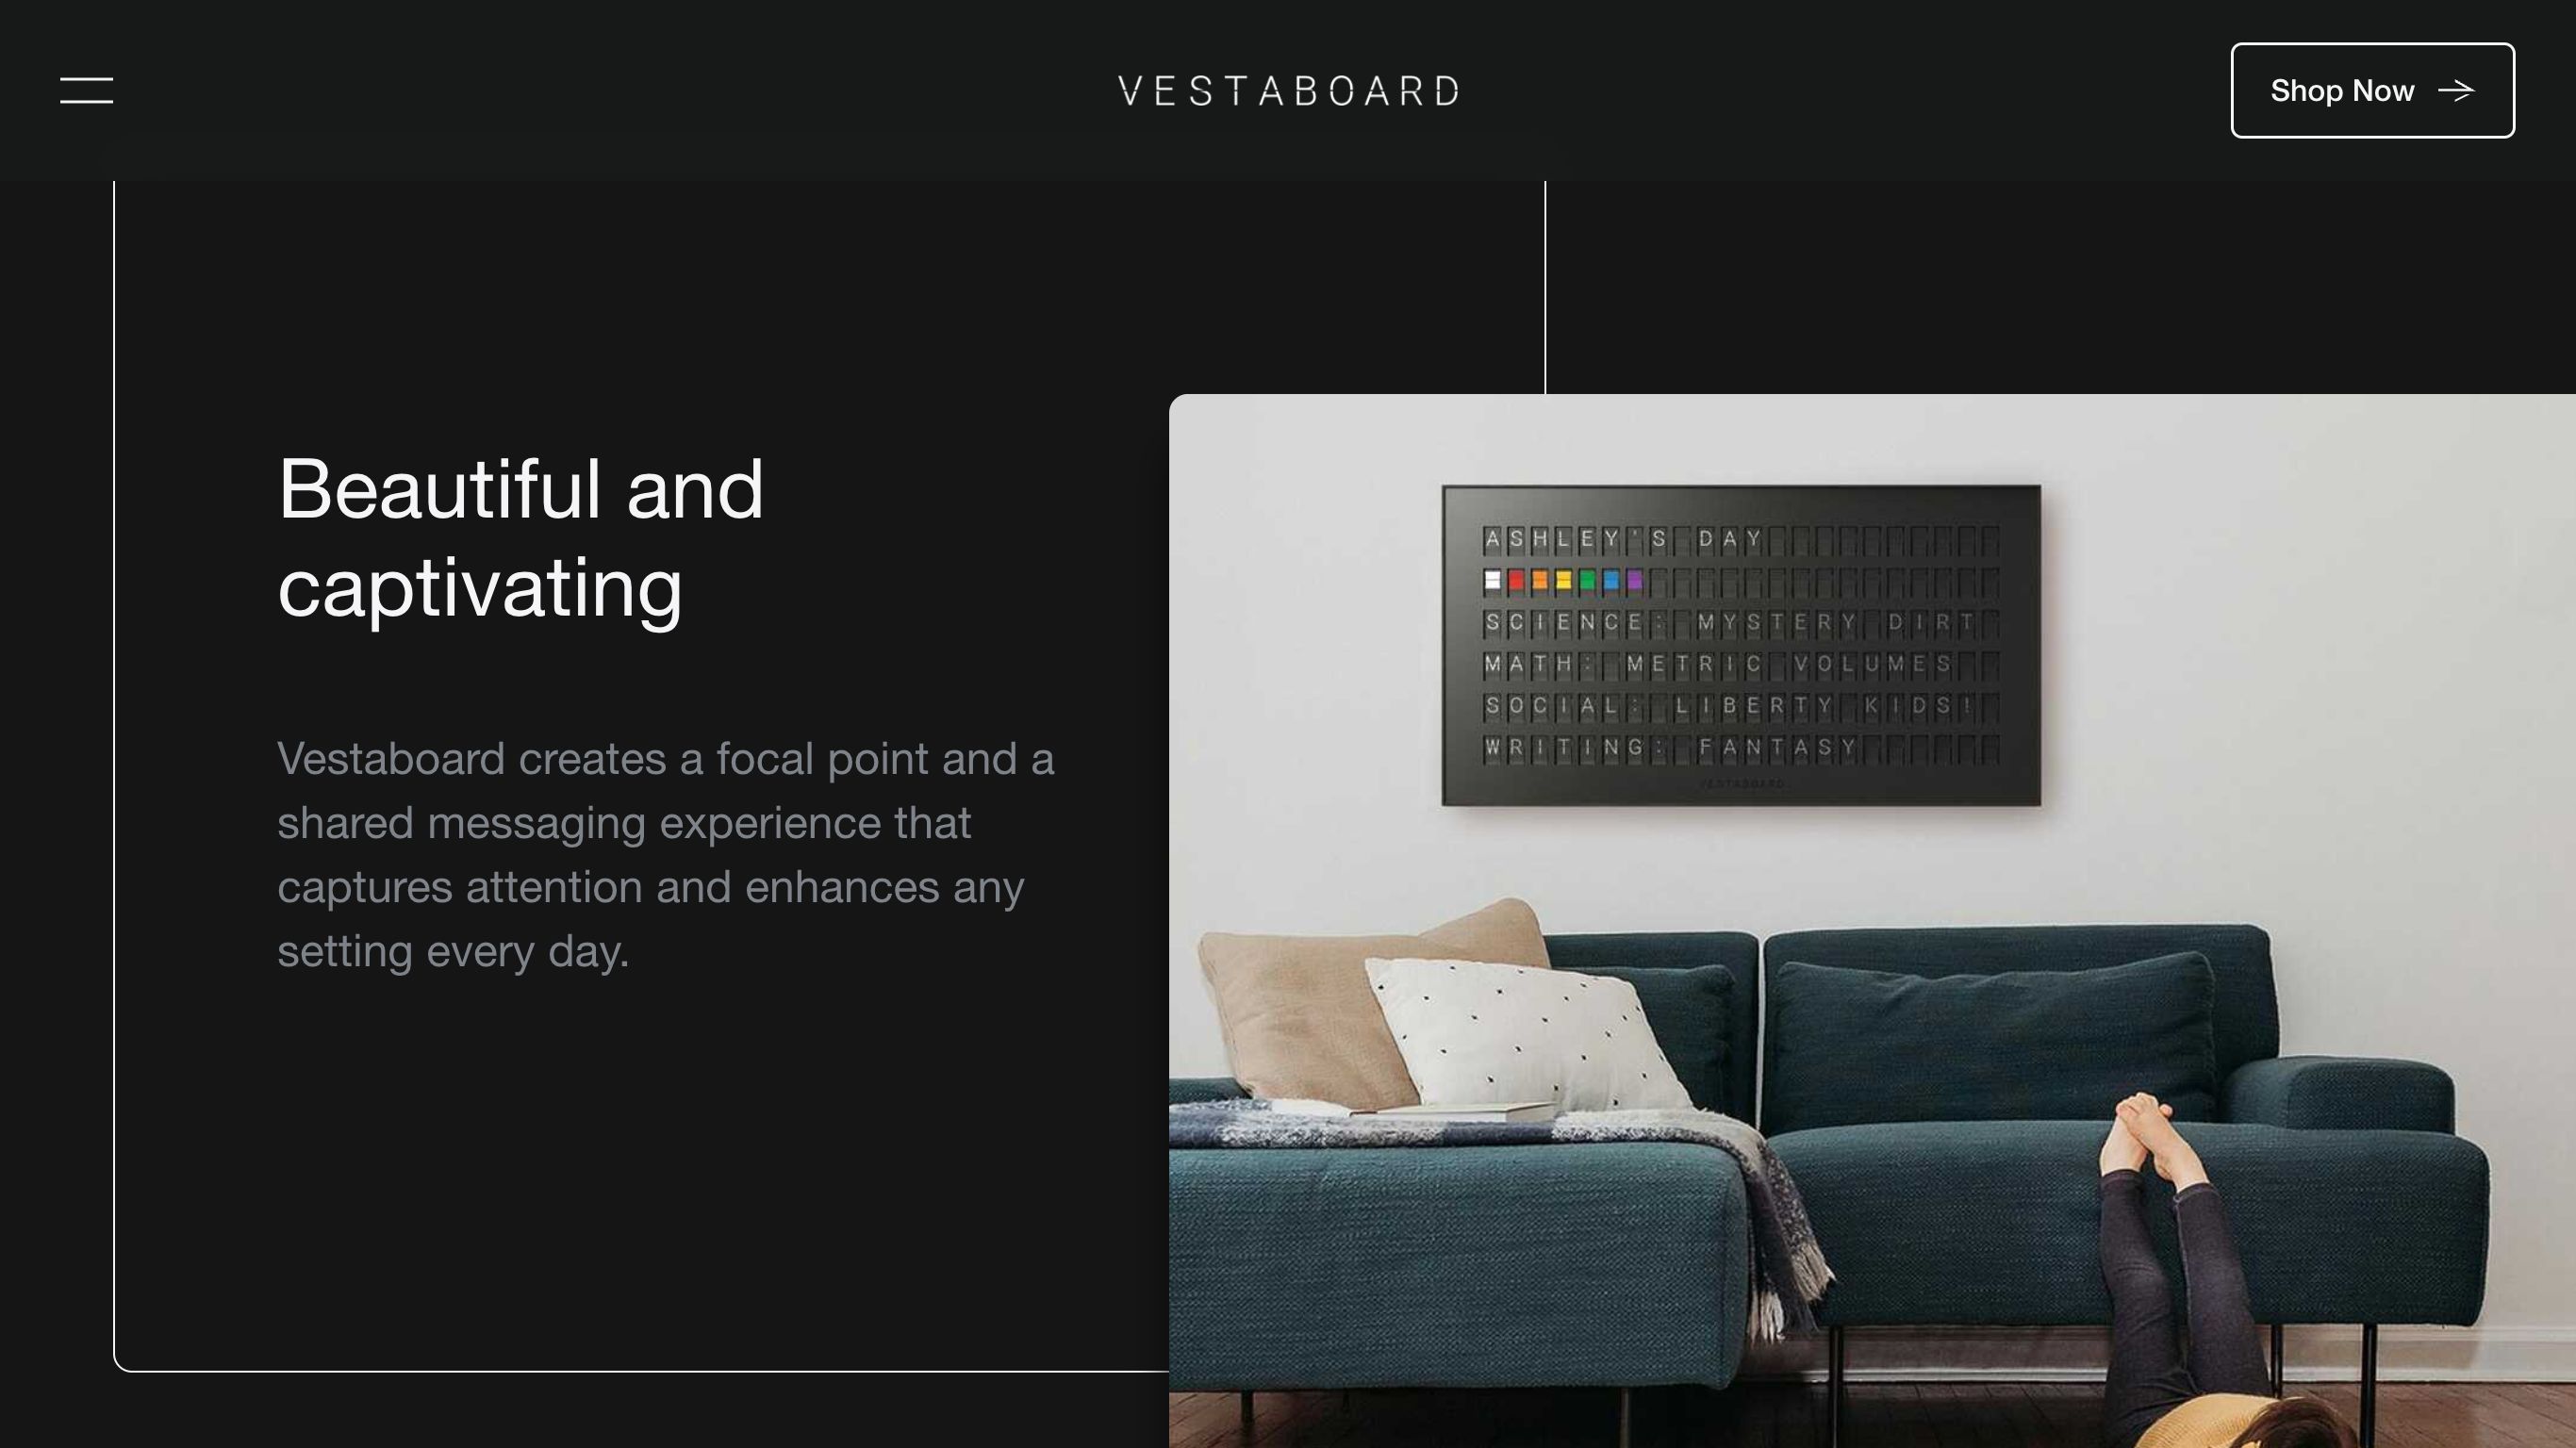 VESTABOARD
Shop Now
Beautiful and
captivating
Vestaboard creates a focal point and a
shared messaging experience that
captures attention and enhances any
setting every day.
ASHLEY'S DAY
SCIENCE: MYSTERY DIRT
MATH: METRIC VOLUMES
SOCIAL: LIBERTY KIDS!
WRITING: FANTASY
VESTABOARD